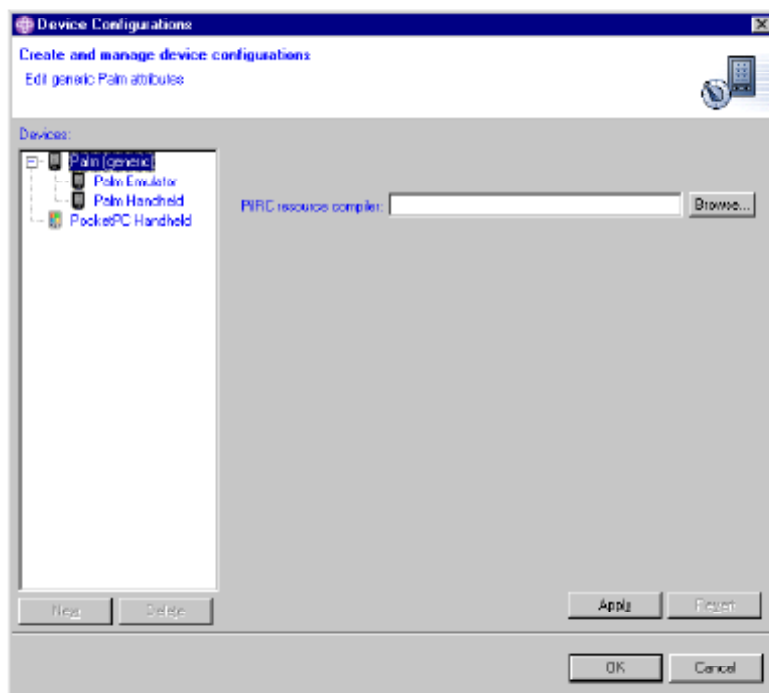 Device Configurations
Create and manage device configurations
Edit generic Palm attributes
Devices:
Palm (generic)
Palm Emulator
Palm Handheld
PocketPC Handheld
PilRC resource compiler:
Browse...
New
Delete
Apply
Revert
OK
Cancel